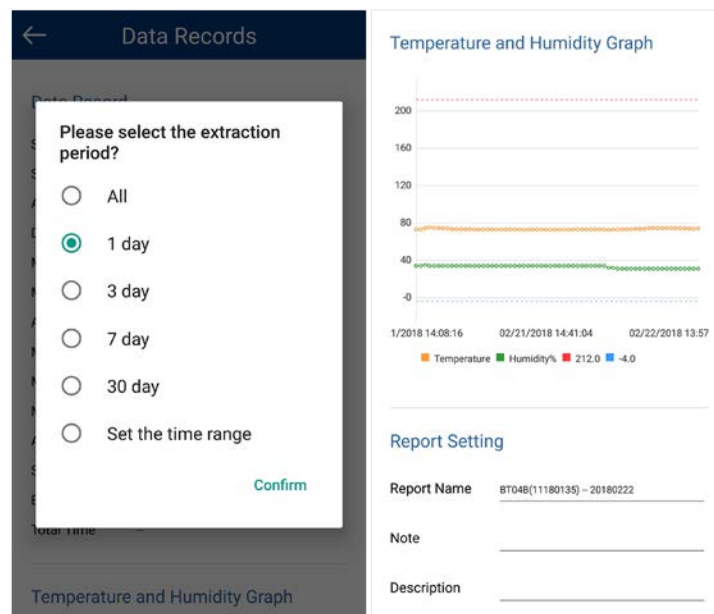 Data Records
Data Record
Please select the extraction
period?
All
1 day
3 day
7 day
30 day
Set the time range
Confirm
Total Time --
Temperature and Humidity Graph
Temperature and Humidity Graph
200
160
120
80
40
-0
1/2018 14:08:16 02/21/2018 14:41:04 02/22/2018 13:57
Temperature Humidity% 212.0 -4.0
Report Setting
Report Name BT04B(11180135) -- 20180222
Note
Description